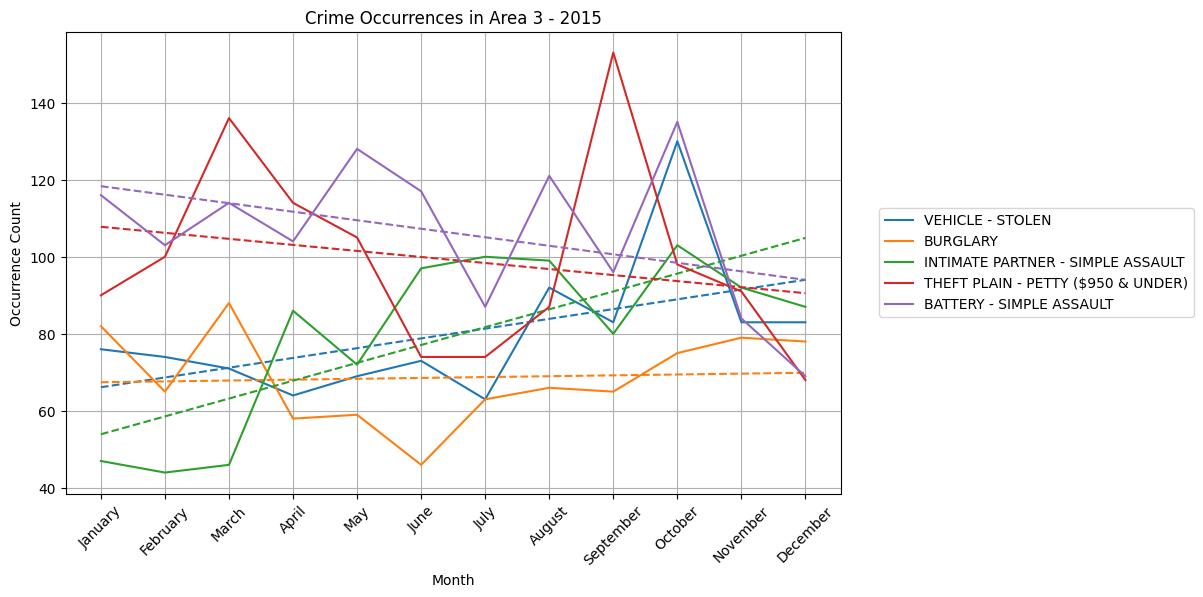 Crime Occurrences in Area 3 - 2015
Occurrence Count
140
120
100
80
60
40
January
February
March
April
May
June
July
August
September
October
November
December
Month
VEHICLE - STOLEN
BURGLARY
INTIMATE PARTNER - SIMPLE ASSAULT
THEFT PLAIN - PETTY ($950 & UNDER)
BATTERY - SIMPLE ASSAULT